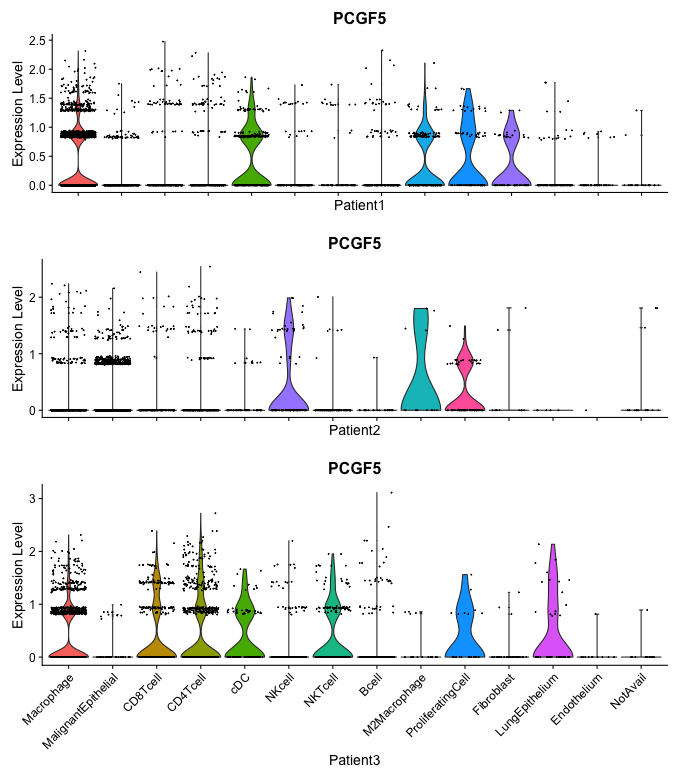 PCGF5
Expression Level
2.5
2.0
1.5
1.0
0.5
0.0
Patient1
PCGF5
Expression Level
2
1
0
Patient2
PCGF5
Expression Level
3
2
1
0
Macrophage
MalignantEpithelial
CD8Tcell
CD4Tcell
cDC
NKcell
NKTcell
Bcell
M2Macrophage
ProliferatingCell
Fibroblast
LungEpithelium
Endothelium
NotAvail
Patient3